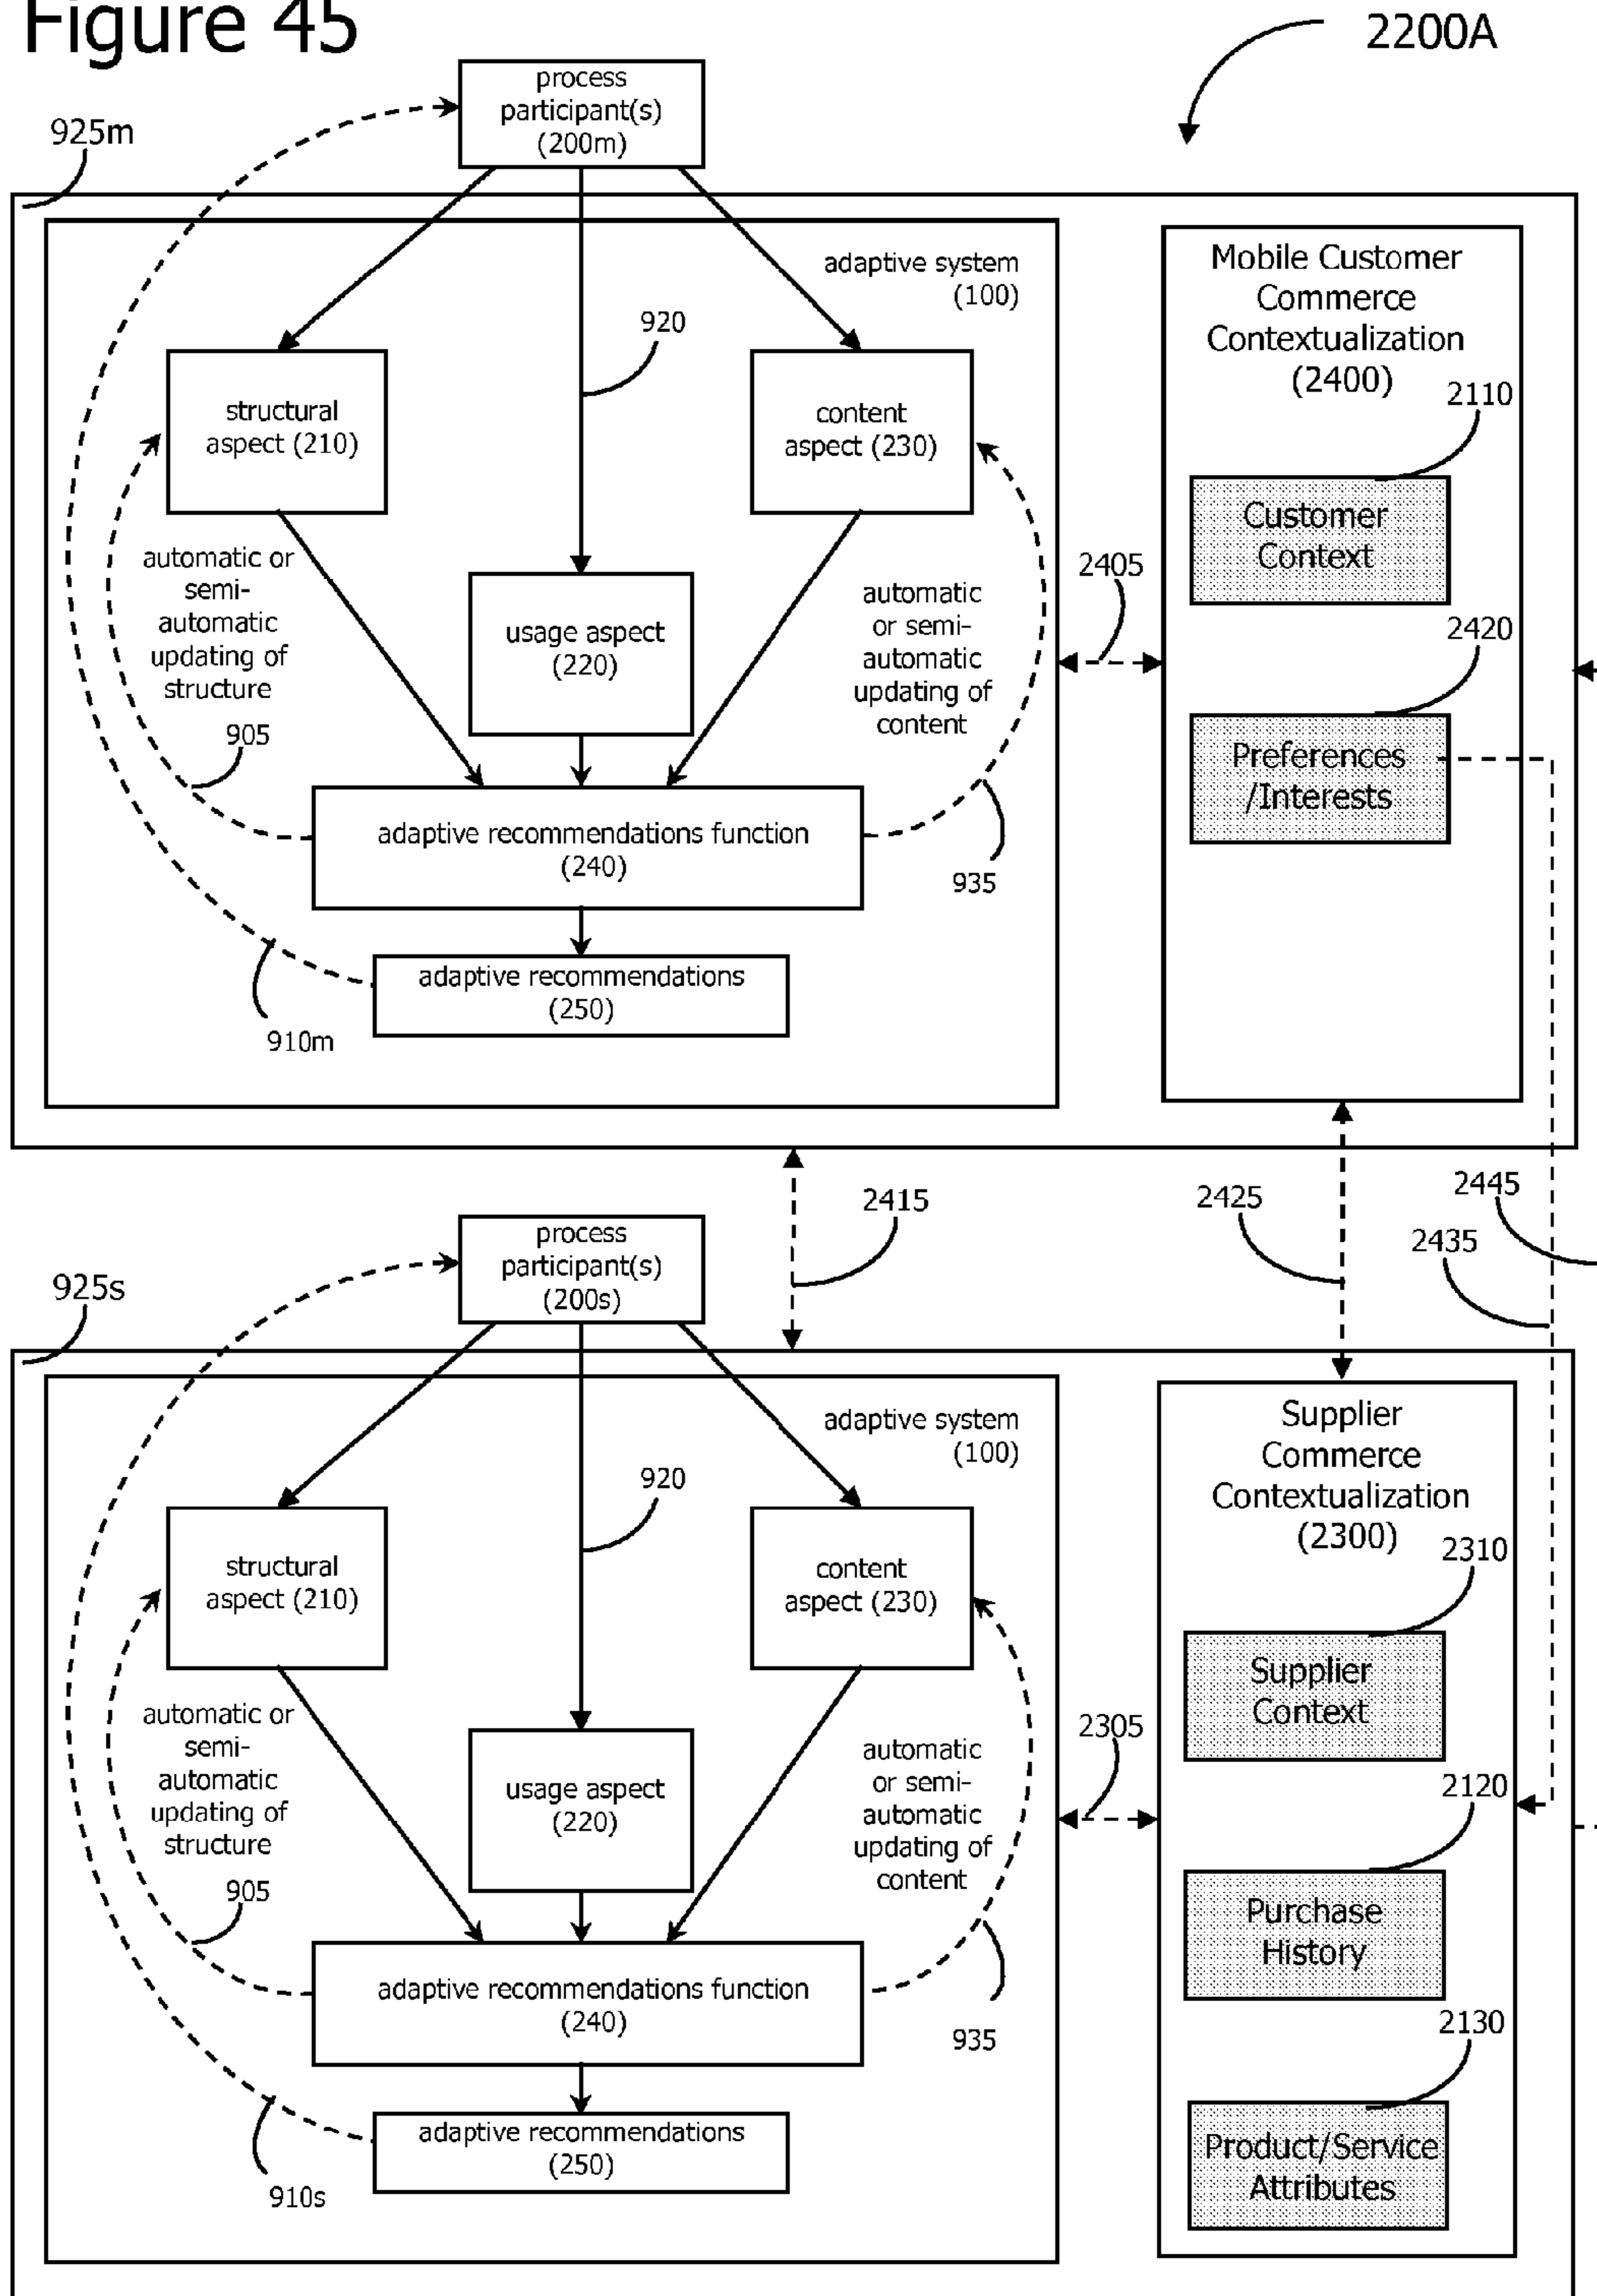 Figure 45
2200A
process
participant(s)
(200m)
925m
adaptive system
(100)
920
structural
aspect (210)
content
aspect (230)
automatic or
semi-
automatic
updating of
structure
905
usage aspect
(220)
automatic
or semi-
automatic
updating of
content
adaptive recommendations function
(240)
935
adaptive recommendations
(250)
910m
2405
Mobile Customer
Commerce
Contextualization
(2400)
2110
Customer
Context
2420
Preferences
/Interests
2415
2425
2445
2435
process
participant(s)
(200s)
925s
adaptive system
(100)
920
structural
aspect (210)
content
aspect (230)
automatic or
semi-
automatic
updating of
structure
905
usage aspect
(220)
automatic
or semi-
automatic
updating of
content
adaptive recommendations function
(240)
935
adaptive recommendations
(250)
910s
2305
Supplier
Commerce
Contextualization
(2300)
2310
Supplier
Context
2120
Purchase
History
2130
Product/Service
Attributes